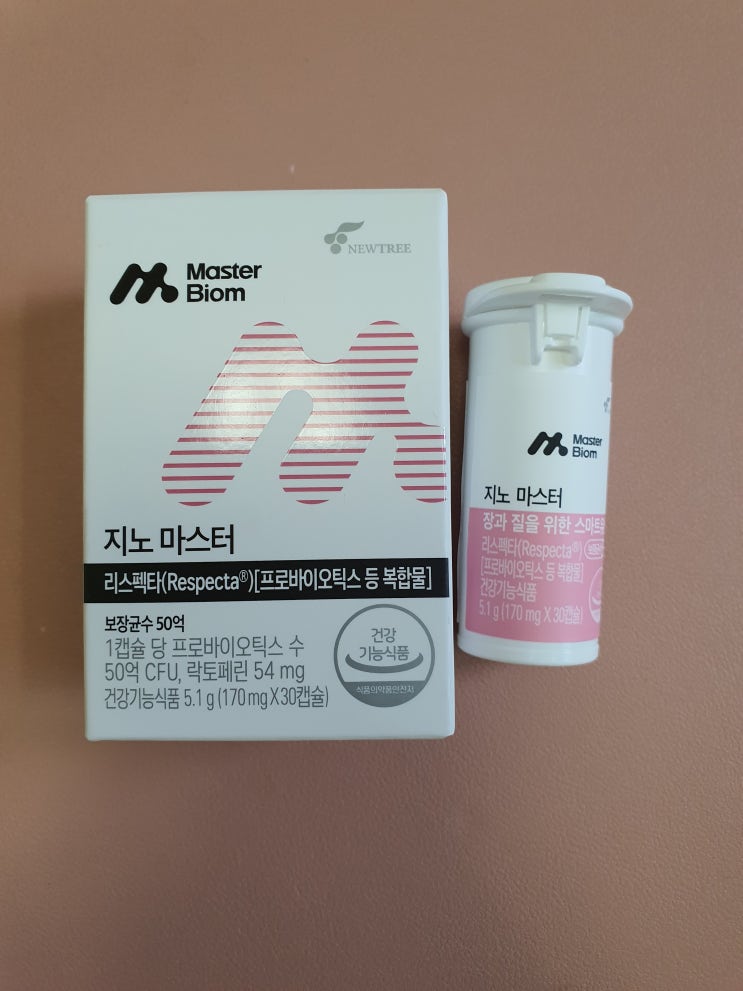 NEWTREE
Master
Biom
지노 마스터
리스펙타(Respecta®)[프로바이오틱스 등 복합물]
보장균수 50억
1캡슐 당 프로바이오틱스 수
50억 CFU, 락토페린 54 mg
건강기능식품 5.1 g (170 mg X 30캡슐)
건강
기능식품
식품의약품안전처
Master
Biom
지노 마스터
장과 질을 위한 스마트
리스펙타(Respecta®)
[프로바이오틱스 등 복합물]
건강기능식품
5.1 g (170 mg X 30캡슐)